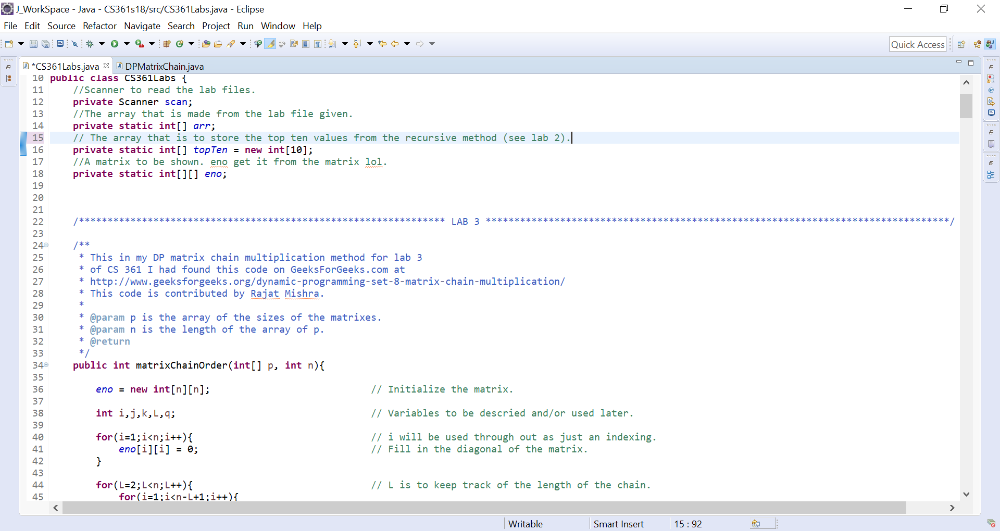 J_WorkSpace - Java - CS361s18/src/CS361Labs.java - Eclipse
File Edit Source Refactor Navigate Search Project Run Window Help
Quick Access
*CS361Labs.java DPMatrixChain.java
10 public class CS361Labs {
11 //Scanner to read the lab files.
12 private Scanner scan;
13 //The array that is made from the lab file given.
14 private static int[] arr;
15 // The array that is to store the top ten values from the recursive method (see lab 2).
16 private static int[] topTen = new int[10];
17 //A matrix to be shown. eno get it from the matrix lol.
18 private static int[][] eno;
19
20
21
22 /**************************************************************** LAB 3 *********************************************************************************/
23
24 /**
25 * This in my DP matrix chain multiplication method for lab 3
26 * of CS 361 I had found this code on GeeksForGeeks.com at
27 * http://www.geeksforgeeks.org/dynamic-programming-set-8-matrix-chain-multiplication/
28 * This code is contributed by Rajat Mishra.
29 *
30 * @param p is the array of the sizes of the matrixes.
31 * @param n is the length of the array of p.
32 * @return
33 */
34 public int matrixChainOrder(int[] p, int n){
35
36 eno = new int[n][n]; // Initialize the matrix.
37
38 int i,j,k,L,q; // Variables to be descried and/or used later.
39
40 for(i=1;i<n;i++){ // i will be used through out as just an indexing.
41 eno[i][i] = 0; // Fill in the diagonal of the matrix.
42 }
43
44 for(L=2;L<n;L++){ // L is to keep track of the length of the chain.
45 for(i=1;i<n-L+1;i++){
Writable Smart Insert 15 : 92